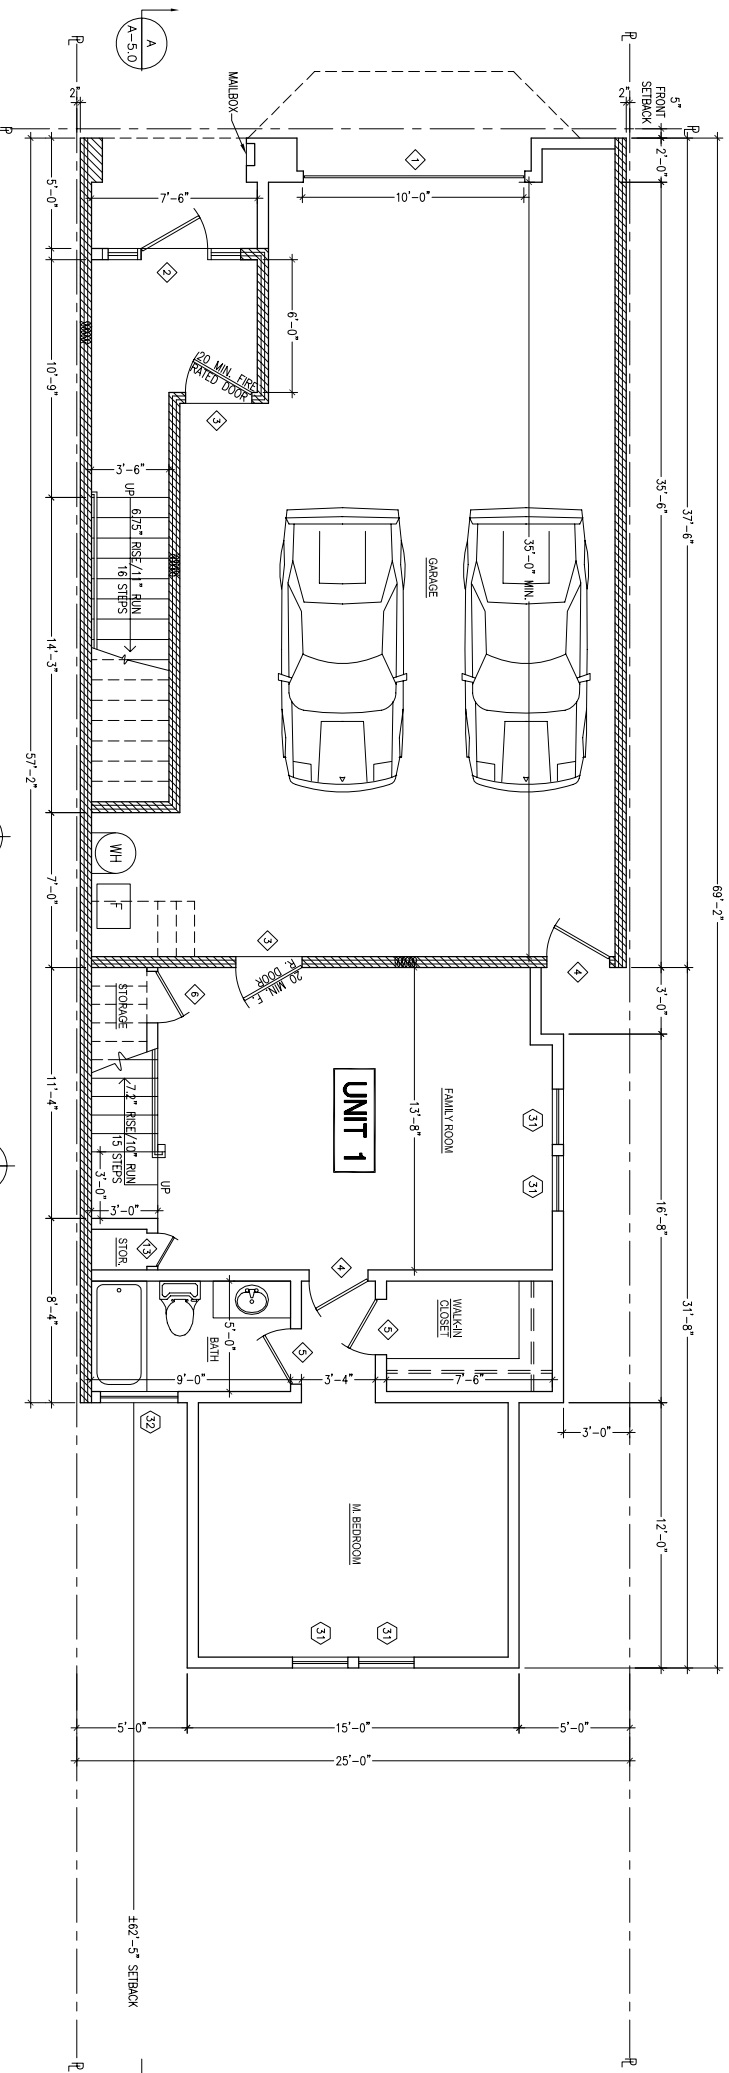 A
A-5.0
5"
FRONT
SETBACK
2"
2"
PL
PL
PL
PL
MAILBOX
1
2'-0"
5'-0"
7'-6"
10'-0"
2
6'-0"
20 MIN. FIRE
RATED DOOR
3
10'-9"
3'-6"
UP
6.75" RISE/11" RUN
16 STEPS
GARAGE
35'-0" MIN.
35'-6"
37'-6"
14'-3"
57'-2"
69'-2"
WH
F
7'-0"
3
20 MIN. F.
R. DOOR
4
3'-0"
STORAGE
6
UNIT 1
FAMILY ROOM
13'-8"
31
31
16'-8"
31'-8"
11'-4"
7.2" RISE/10" RUN
15 STEPS
3'-0"
UP
3'-0"
STOR.
13
4
WALK-IN
CLOSET
5
5
5'-0"
BATH
8'-4"
9'-0"
3'-4"
7'-6"
32
3'-0"
M. BEDROOM
12'-0"
31
31
5'-0"
15'-0"
5'-0"
25'-0"
±62'-5" SETBACK
PL
PL